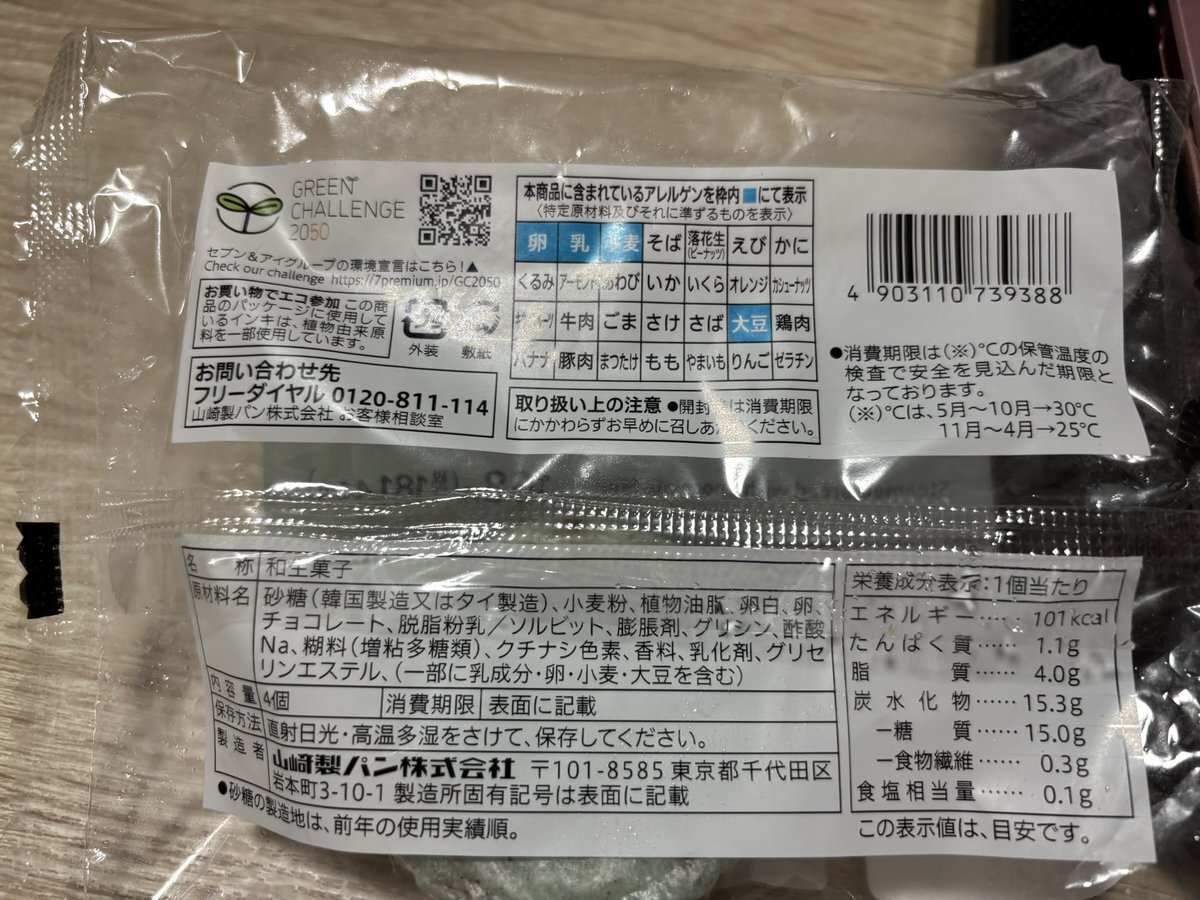 GREEN
CHALLENGE
2050
セブン&アイグループの環境宣言はこちら!▲
Check our challenge https://7premium.jp/GC2050
お買い物でエコ参加 この商
品のパッケージに使用して
いるインキは、植物由来原
料を一部使用しています。
外装 敷紙
お問い合わせ先
フリーダイヤル 0120-811-114
山崎製パン株式会社 お客様相談室
本商品に含まれているアレルゲンを枠内■にて表示
〈特定原材料及びそれに準ずるものを表示〉
卵 乳 小麦 そば 落花生(ピーナッツ) えび かに
くるみ アーモンド あわび いか いくら オレンジ カシューナッツ
牛肉 ごま さけ さば 大豆 鶏肉
バナナ 豚肉 まつたけ もも やまいも りんご ゼラチン
取り扱い上の注意 ●開封後は消費期限
にかかわらずお早めに召しあがりください。
4 903110 739388
●消費期限は(※)℃の保管温度の
検査で安全を見込んだ期限と
なっております。
(※)℃は、5月~10月→30℃
11月~4月→25℃
名称 和生菓子
原材料名 砂糖(韓国製造又はタイ製造)、小麦粉、植物油脂、卵白、卵、
チョコレート、脱脂粉乳/ソルビット、膨脹剤、グリシン、酢酸
Na、糊料(増粘多糖類)、クチナシ色素、香料、乳化剤、グリセ
リンエステル、(一部に乳成分・卵・小麦・大豆を含む)
内容量 4個 消費期限 表面に記載
保存方法 直射日光・高温多湿をさけて、保存してください。
製造者 山崎製パン株式会社 〒101-8585 東京都千代田区
岩本町3-10-1 製造所固有記号は表面に記載
●砂糖の製造地は、前年の使用実績順。
栄養成分表示:1個当たり
エネルギー‥‥ 101kcal
たんぱく質‥‥‥ 1.1g
脂質‥‥‥ 4.0g
炭水化物‥‥‥ 15.3g
―糖質‥‥‥ 15.0g
―食物繊維‥‥‥ 0.3g
食塩相当量‥‥‥ 0.1g
この表示値は、目安です。